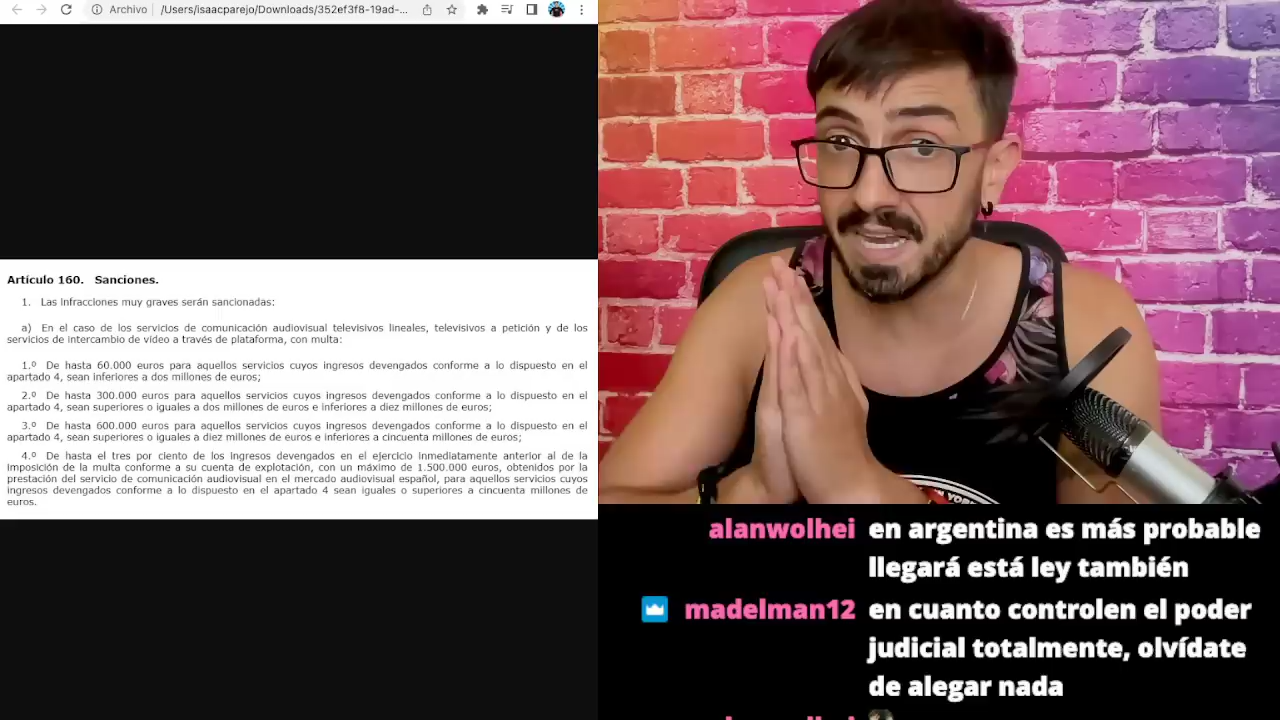 Archivo
/Users/isaacparejo/Downloads/352ef3f8-19ad-...
Artículo 160. Sanciones.
1. Las infracciones muy graves serán sancionadas:
a) En el caso de los servicios de comunicación audiovisual televisivos lineales, televisivos a petición y de los
servicios de intercambio de vídeo a través de plataforma, con multa:
1.º De hasta 60.000 euros para aquellos servicios cuyos ingresos devengados conforme a lo dispuesto en el
apartado 4, sean inferiores a dos millones de euros;
2.º De hasta 300.000 euros para aquellos servicios cuyos ingresos devengados conforme a lo dispuesto en el
apartado 4, sean superiores o iguales a dos millones de euros e inferiores a diez millones de euros;
3.º De hasta 600.000 euros para aquellos servicios cuyos ingresos devengados conforme a lo dispuesto en el
apartado 4, sean superiores o iguales a diez millones de euros e inferiores a cincuenta millones de euros;
4.º De hasta el tres por ciento de los ingresos devengados en el ejercicio inmediatamente anterior al de la
imposición de la multa conforme a su cuenta de explotación, con un máximo de 1.500.000 euros, obtenidos por la
prestación del servicio de comunicación audiovisual en el mercado audiovisual español, para aquellos servicios cuyos
ingresos devengados conforme a lo dispuesto en el apartado 4 sean iguales o superiores a cincuenta millones de
euros.
alanwolhei en argentina es más probable
llegará está ley también
madelman12 en cuanto controlen el poder
judicial totalmente, olvídate
de alegar nada